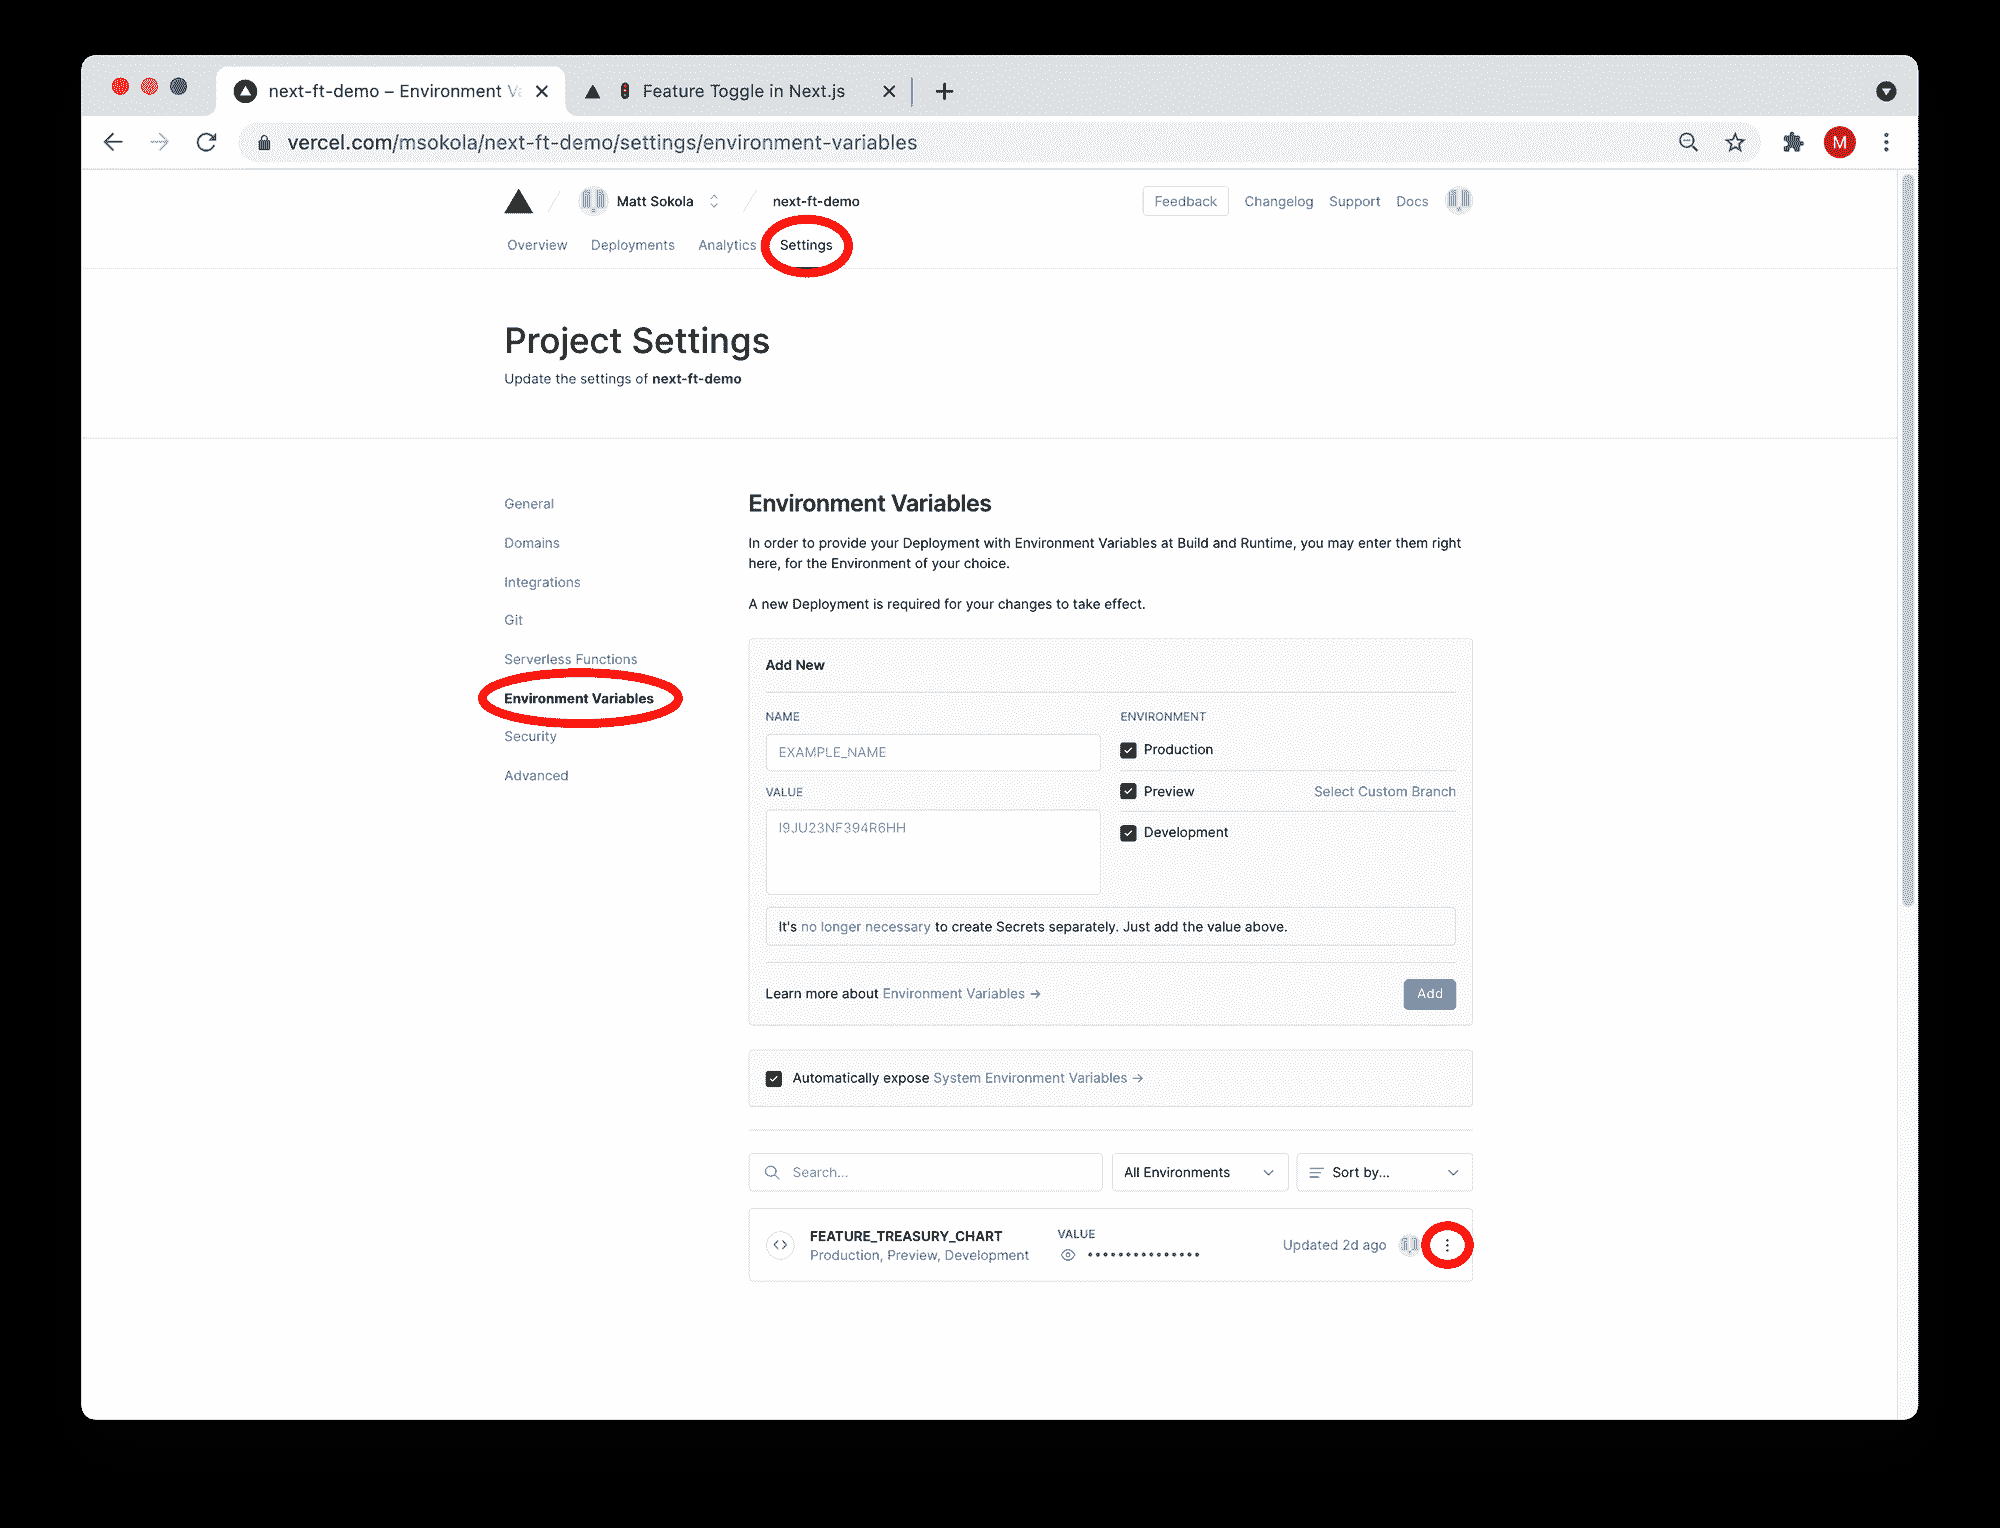 next-ft-demo – Environment Va
Feature Toggle in Next.js
vercel.com/msokola/next-ft-demo/settings/environment-variables
M
Matt Sokola
next-ft-demo
Feedback
Changelog
Support
Docs
Overview
Deployments
Analytics
Settings
Project Settings
Update the settings of next-ft-demo
General
Domains
Integrations
Git
Serverless Functions
Environment Variables
Security
Advanced
Environment Variables
In order to provide your Deployment with Environment Variables at Build and Runtime, you may enter them right
here, for the Environment of your choice.
A new Deployment is required for your changes to take effect.
Add New
NAME
EXAMPLE_NAME
VALUE
I9JU23NF394R6HH
ENVIRONMENT
Production
Preview
Select Custom Branch
Development
It's no longer necessary to create Secrets separately. Just add the value above.
Learn more about Environment Variables →
Add
Automatically expose System Environment Variables →
Search...
All Environments
Sort by...
FEATURE_TREASURY_CHART
Production, Preview, Development
VALUE
•••••••••••••••
Updated 2d ago